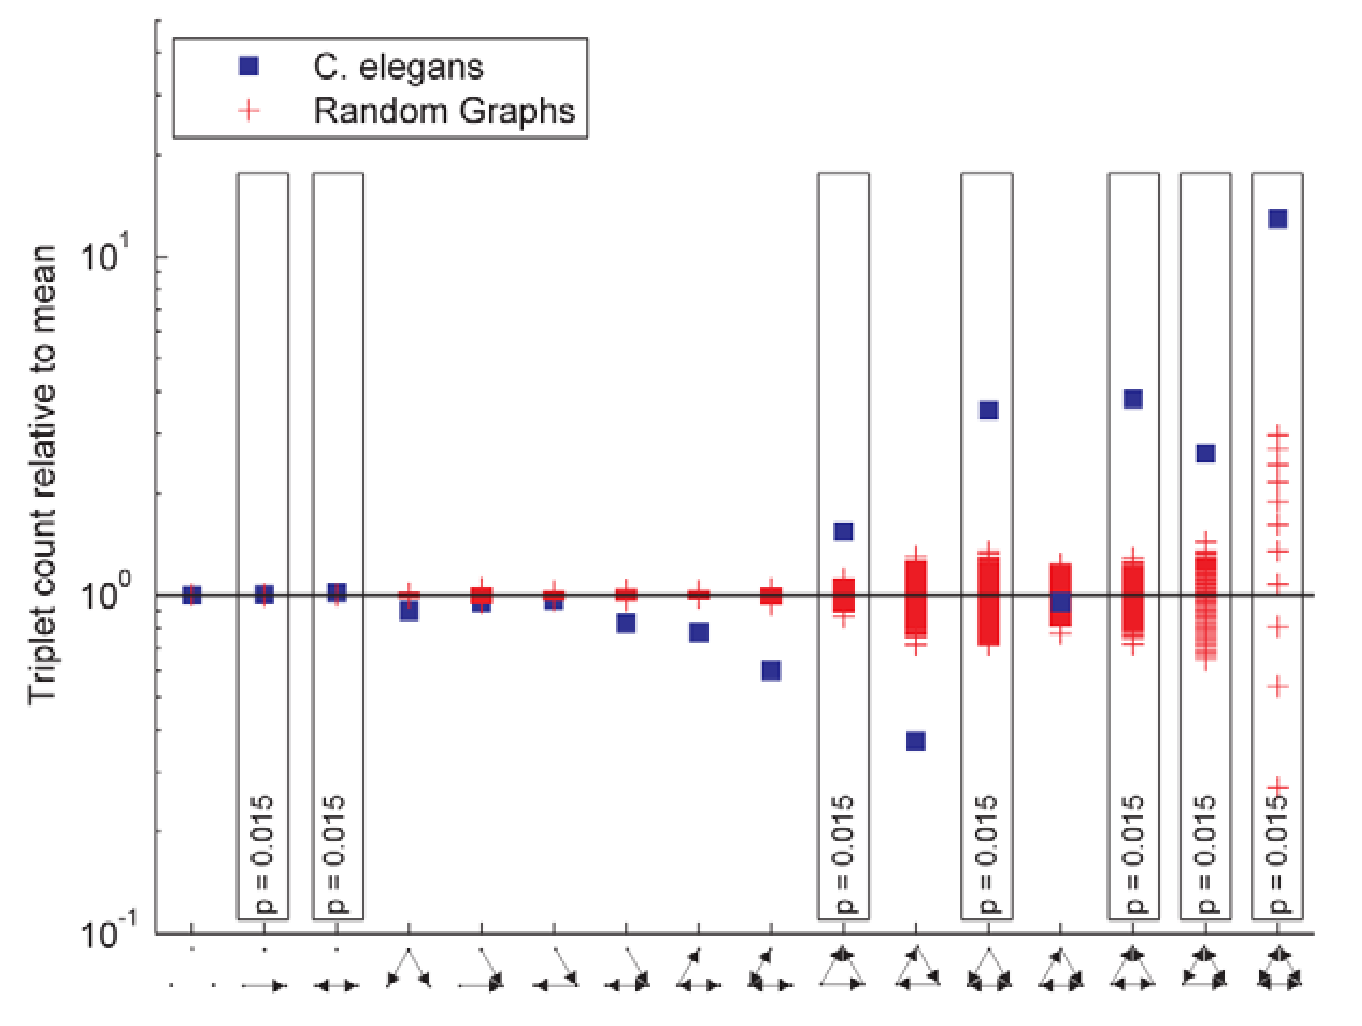 C. elegans
Random Graphs
Triplet count relative to mean
10^1
10^0
10^-1
p = 0.015
p = 0.015
p = 0.015
p = 0.015
p = 0.015
p = 0.015
p = 0.015